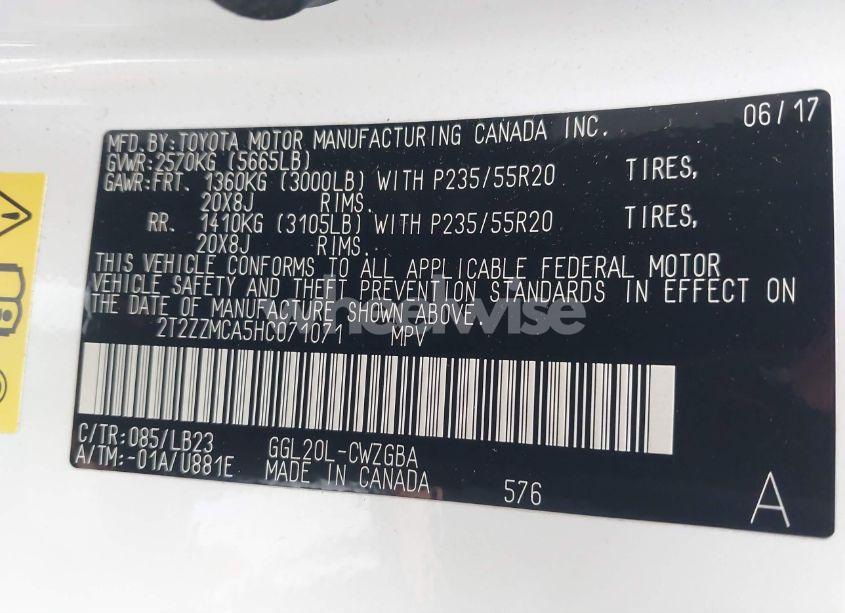 06/17
MFD.BY:TOYOTA MOTOR MANUFACTURING CANADA INC.
GVWR:2570KG (5665LB)
GAWR:FRT. 1360KG (3000LB) WITH P235/55R20 TIRES,
20X8J RIMS.
RR. 1410KG (3105LB) WITH P235/55R20 TIRES,
20X8J RIMS.
THIS VEHICLE CONFORMS TO ALL APPLICABLE FEDERAL MOTOR
VEHICLE SAFETY AND THEFT PREVENTION STANDARDS IN EFFECT ON
THE DATE OF MANUFACTURE SHOWN ABOVE.
wheelwise
2T2ZZMCA5HC071071 MPV
C/TR:085/LB23 GGL20L-CWZGBA
A/TM:-01A/U881E MADE IN CANADA 576 A